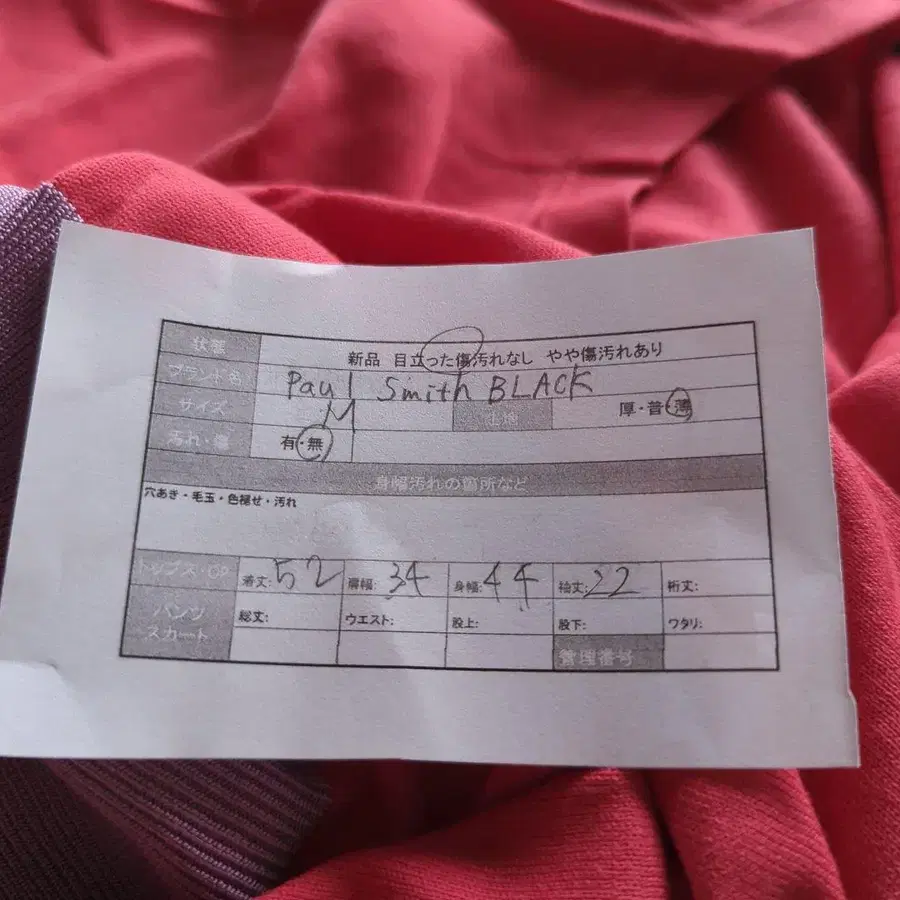 状態 新品 目立った傷汚れなし やや傷汚れあり
ブランド名 Paul Smith BLACK
サイズ M 生地 厚・普・薄
汚れ・傷 有・無
身幅汚れの箇所など
穴あき・毛玉・色褪せ・汚れ
トップス・OP 着丈:52 肩幅:34 身幅:44 袖丈:22 裄丈:
パンツ 総丈: ウエスト: 股上: 股下: ワタリ:
スカート
管理番号